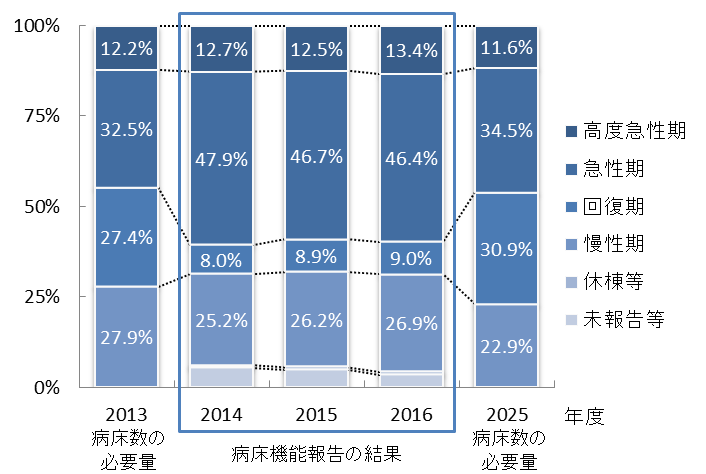 100%
75%
50%
25%
0%
12.2%
32.5%
27.4%
27.9%
12.7%
47.9%
8.0%
25.2%
12.5%
46.7%
8.9%
26.2%
13.4%
46.4%
9.0%
26.9%
11.6%
34.5%
30.9%
22.9%
高度急性期
急性期
回復期
慢性期
休棟等
未報告等
2013
病床数の
必要量
2014
2015
2016
病床機能報告の結果
2025
病床数の
必要量
年度